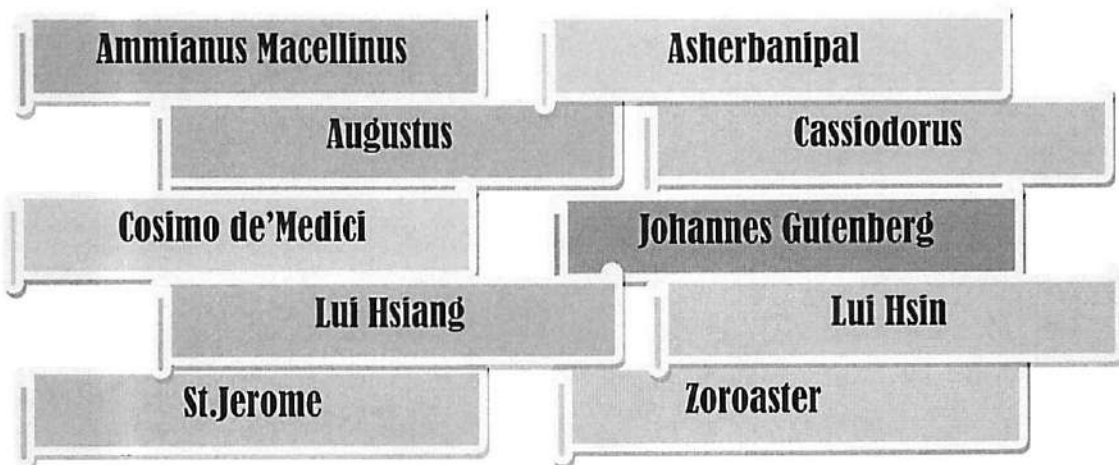 Ammianus Macellinus
Asherbanipal
Augustus
Cassiodorus
Cosimo de'Medici
Johannes Gutenberg
Lui Hsiang
Lui Hsin
St.Jerome
Zoroaster